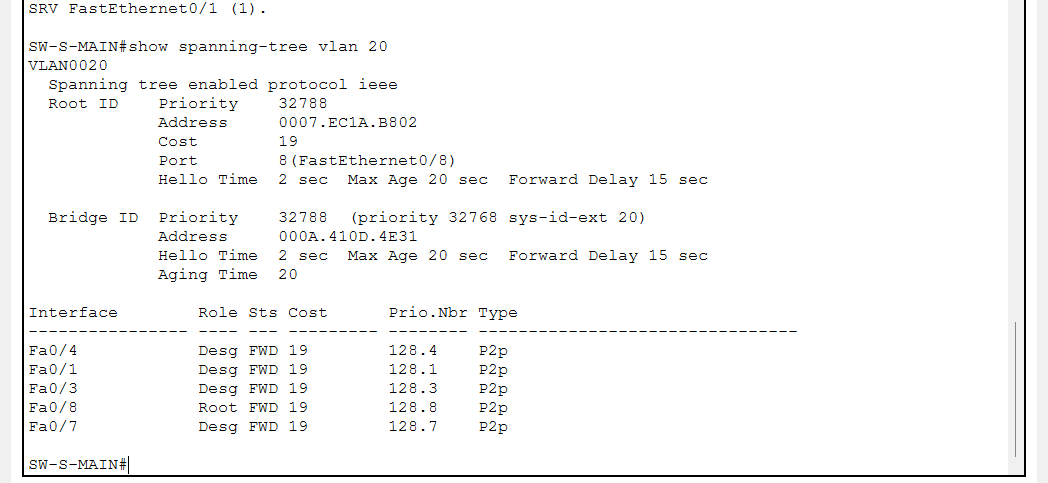 SRV FastEthernet0/1 (1).
SW-S-MAIN#show spanning-tree vlan 20
VLAN0020
  Spanning tree enabled protocol ieee
  Root ID    Priority    32788
             Address     0007.EC1A.B802
             Cost        19
             Port        8(FastEthernet0/8)
             Hello Time  2 sec  Max Age 20 sec  Forward Delay 15 sec
  Bridge ID  Priority    32788  (priority 32768 sys-id-ext 20)
             Address     000A.410D.4E31
             Hello Time  2 sec  Max Age 20 sec  Forward Delay 15 sec
             Aging Time  20
Interface        Role Sts Cost      Prio.Nbr Type
---------------- ---- --- --------- -------- --------------------------------
Fa0/4            Desg FWD 19        128.4    P2p
Fa0/1            Desg FWD 19        128.1    P2p
Fa0/3            Desg FWD 19        128.3    P2p
Fa0/8            Root FWD 19        128.8    P2p
Fa0/7            Desg FWD 19        128.7    P2p
SW-S-MAIN#